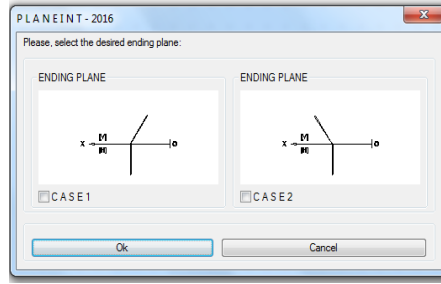 PLANEINT-2016
x
Please, select the desired ending plane:
ENDING PLANE
ENDING PLANE
X
O
X
O
CASE1
CASE2
Ok
Cancel